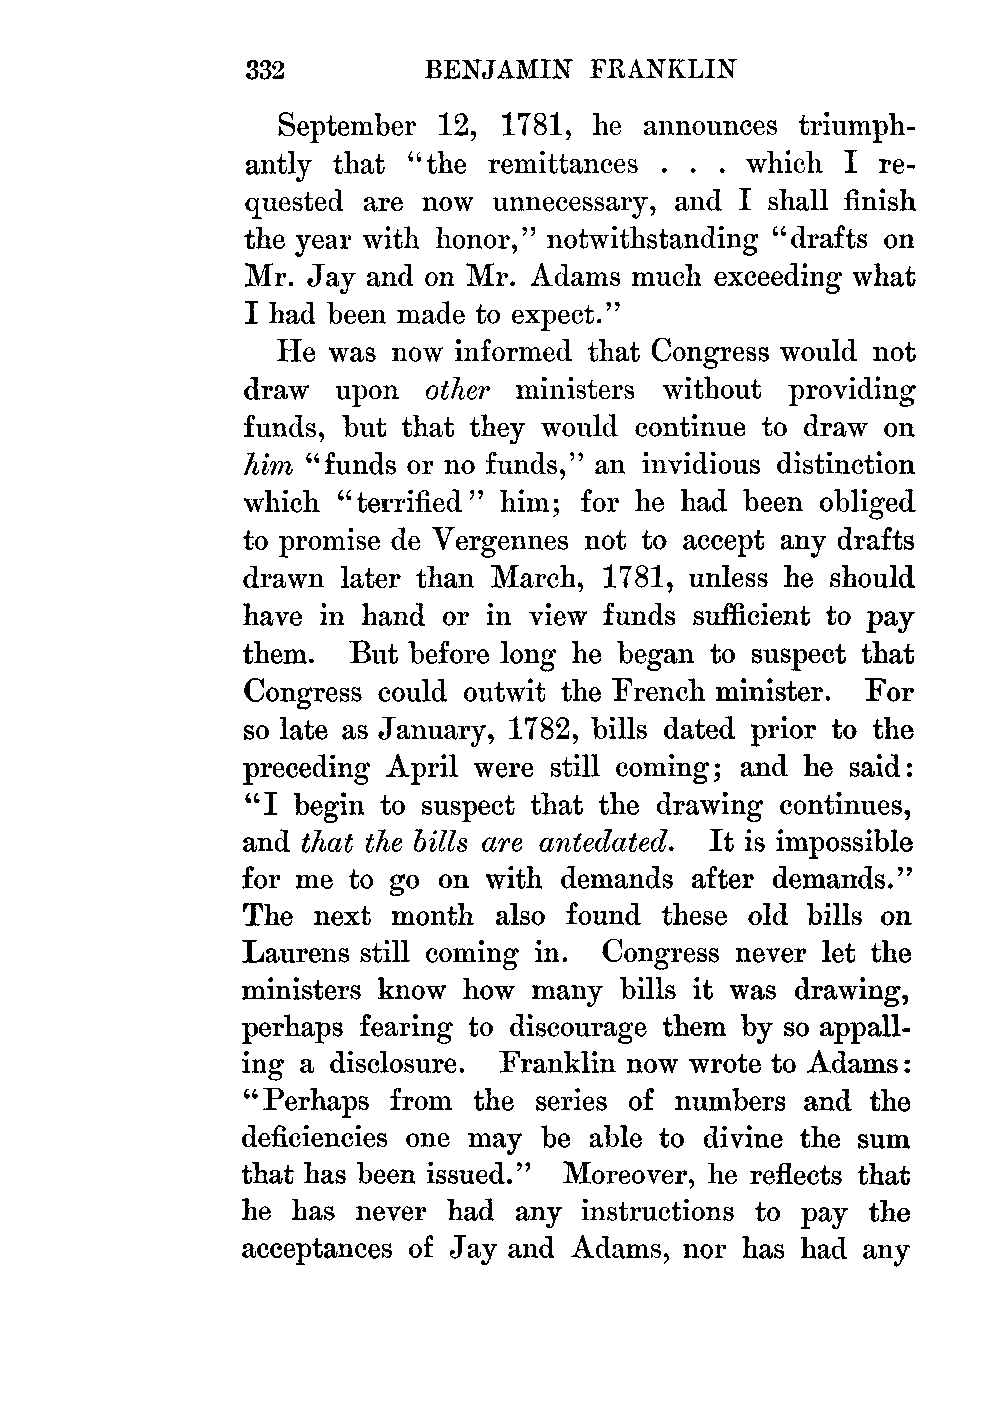 332 BENJAMIN FRANKLIN
September 12, 1781, he announces triumph-
antly that “the remittances . . . which I re-
quested are now unnecessary, and I shall finish
the year with honor,” notwithstanding “drafts on
Mr. Jay and on Mr. Adams much exceeding what
I had been made to expect.”
He was now informed that Congress would not
draw upon other ministers without providing
funds, but that they would continue to draw on
him “funds or no funds,” an invidious distinction
which “terrified” him; for he had been obliged
to promise de Vergennes not to accept any drafts
drawn later than March, 1781, unless he should
have in hand or in view funds sufficient to pay
them. But before long he began to suspect that
Congress could outwit the French minister. For
so late as January, 1782, bills dated prior to the
preceding April were still coming; and he said:
“I begin to suspect that the drawing continues,
and that the bills are antedated. It is impossible
for me to go on with demands after demands.”
The next month also found these old bills on
Laurens still coming in. Congress never let the
ministers know how many bills it was drawing,
perhaps fearing to discourage them by so appall-
ing a disclosure. Franklin now wrote to Adams:
“Perhaps from the series of numbers and the
deficiencies one may be able to divine the sum
that has been issued.” Moreover, he reflects that
he has never had any instructions to pay the
acceptances of Jay and Adams, nor has had any